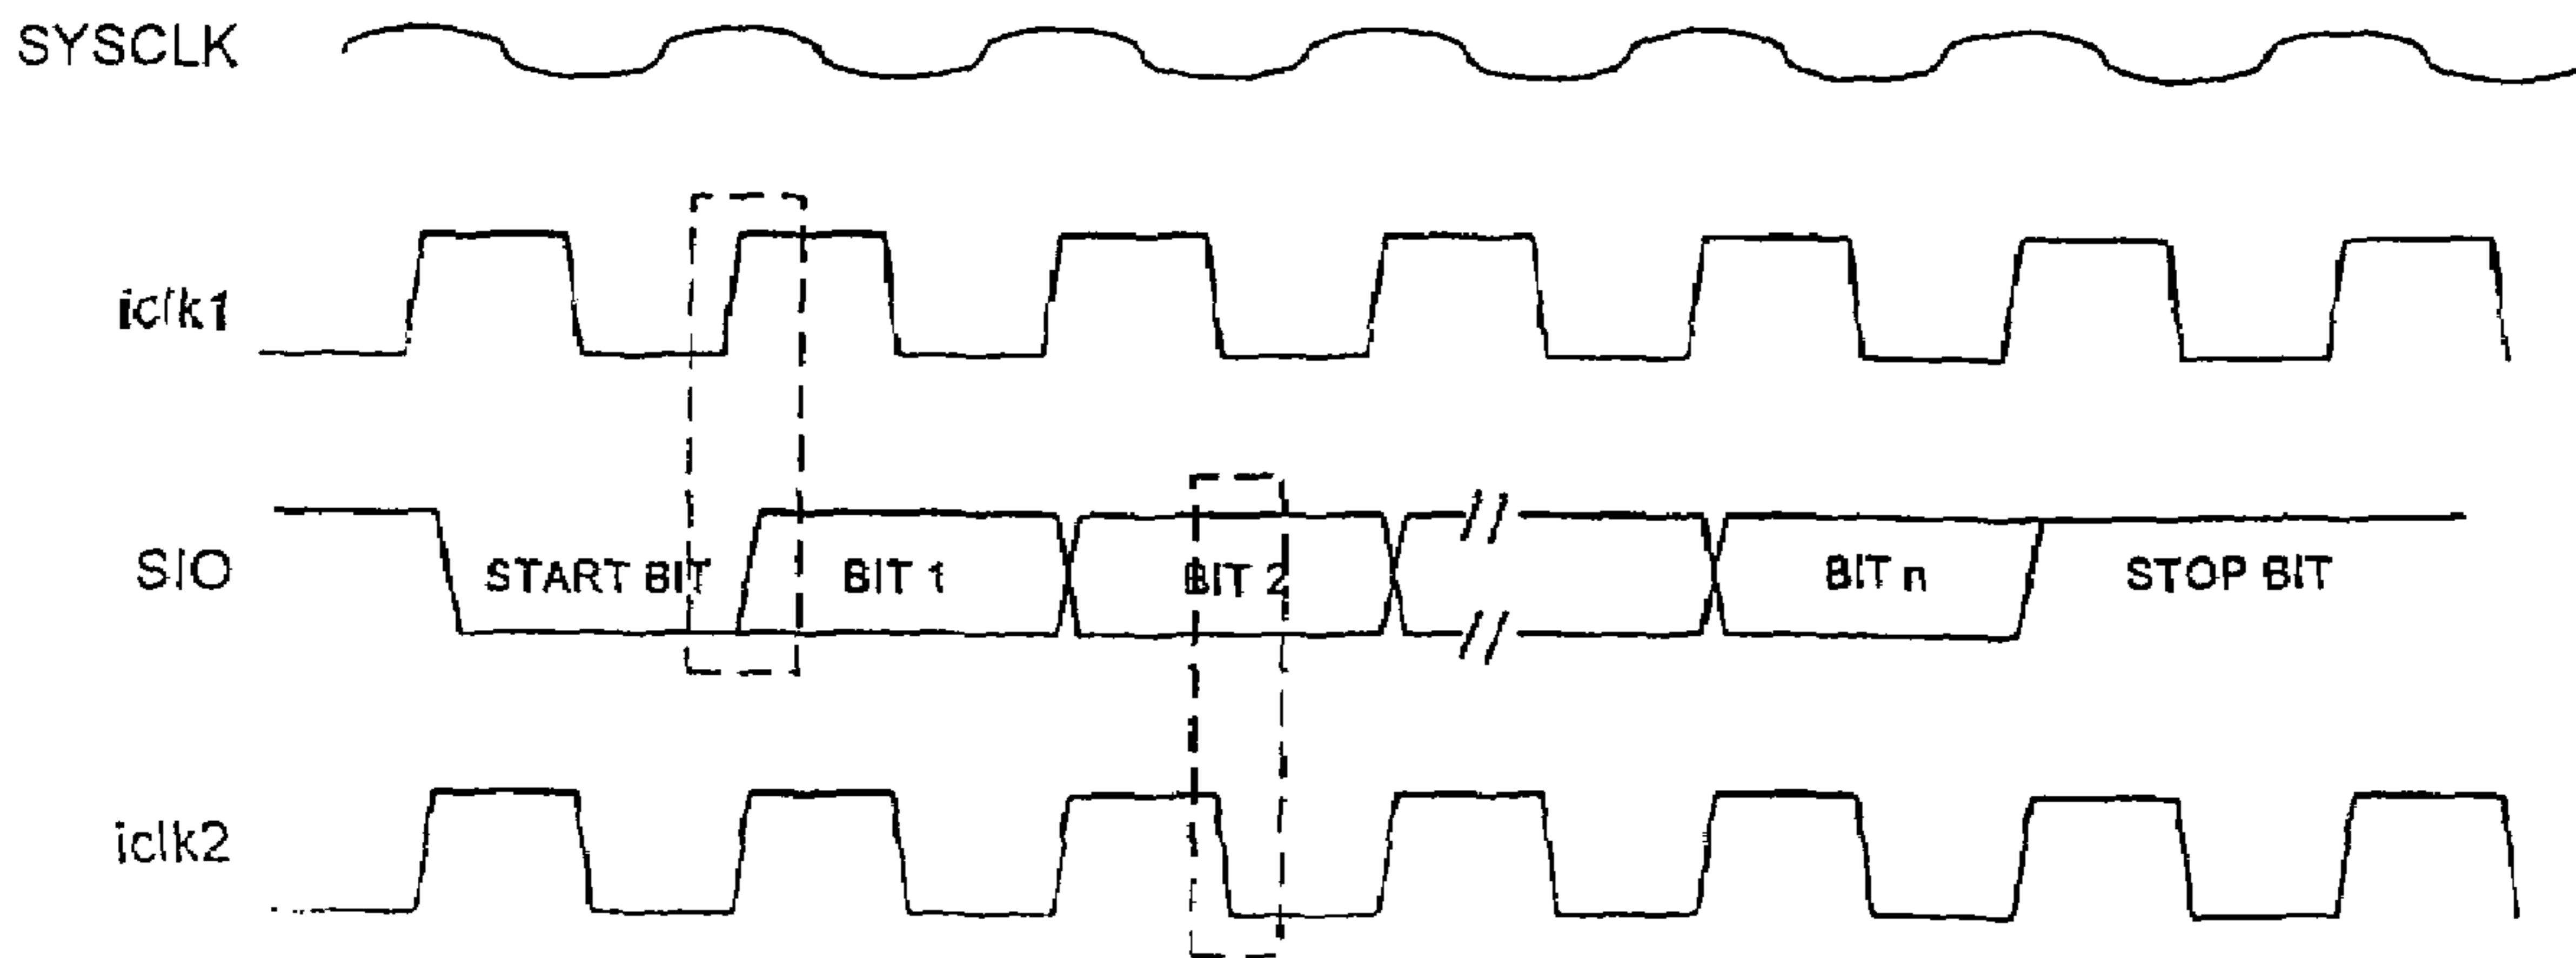 SYSCLK
iclk1
SIO
START BIT
BIT 1
BIT 2
//
//
BIT n
STOP BIT
iclk2